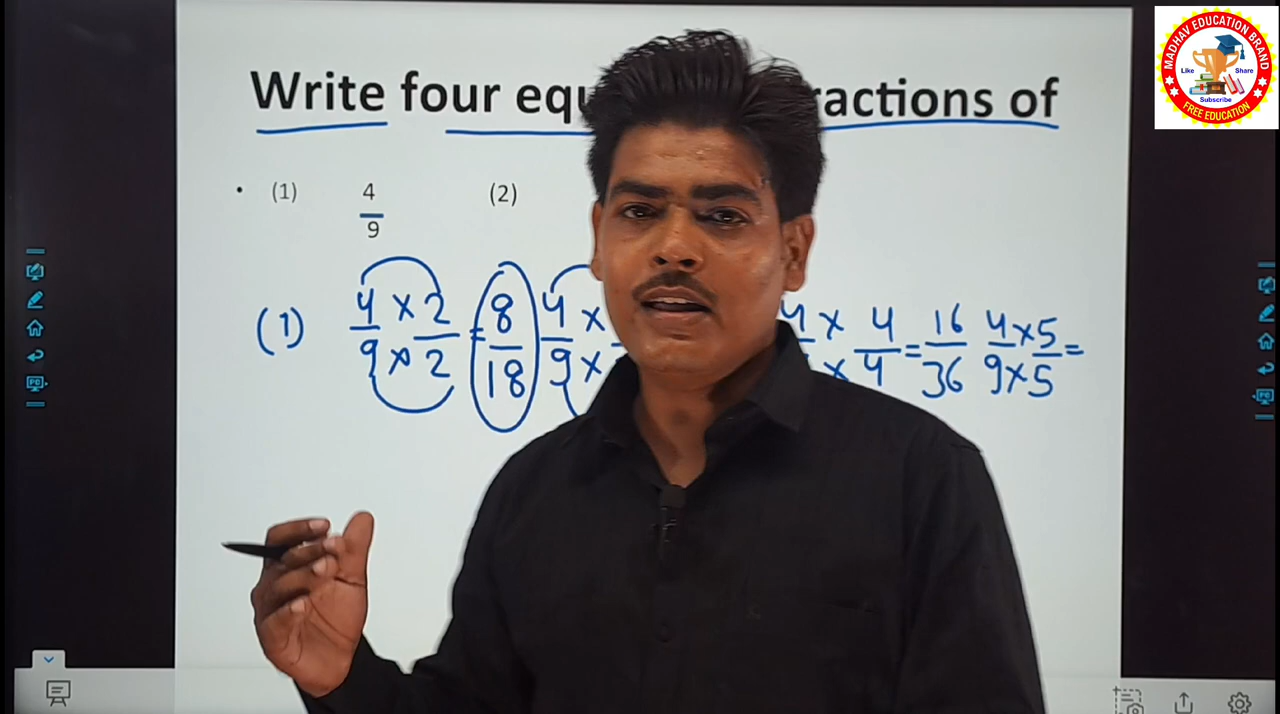 Write four equ ractions of
MADHAV EDUCATION BRAND
Like
Share
Subscribe
FREE EDUCATION
• (1) 4/9 (2)
(1) 4/9 × 2/2 = 8/18 4/9 × 4/4 = 16/36 4/9 × 5/5 =